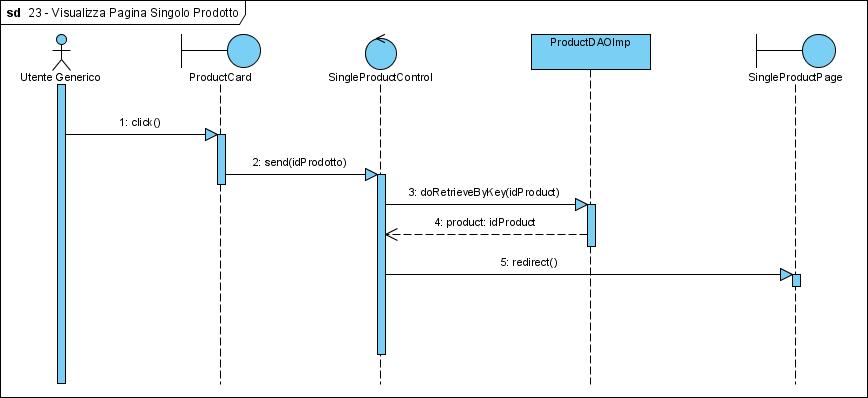 sd 23 - Visualizza Pagina Singolo Prodotto
Utente Generico
ProductCard
SingleProductControl
ProductDAOImp
SingleProductPage
1: click()
2: send(idProdotto)
3: doRetrieveByKey(idProduct)
4: product: idProduct
5: redirect()